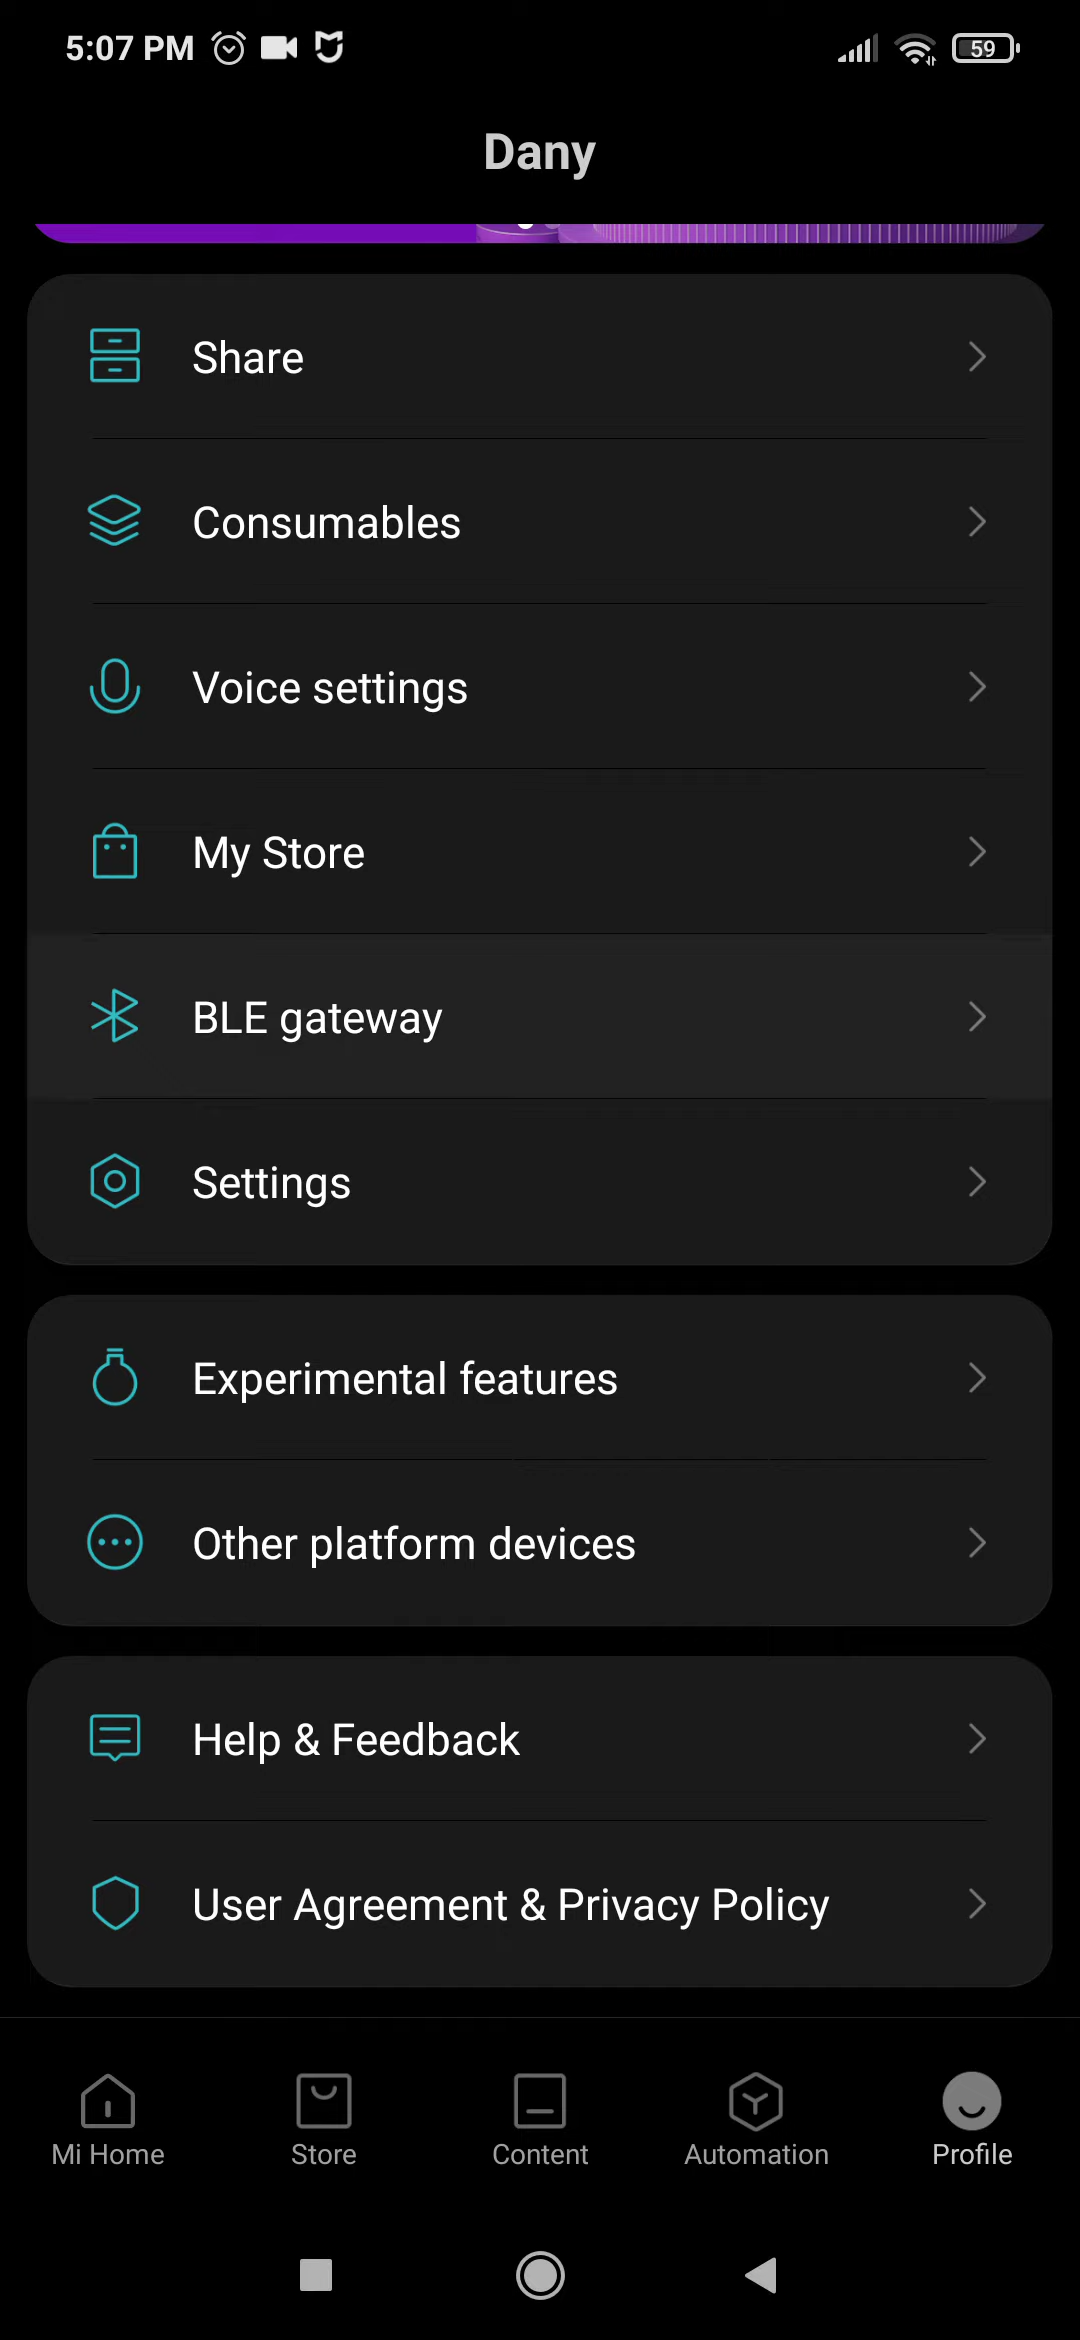 5:07 PM
59
Dany
Share
Consumables
Voice settings
My Store
BLE gateway
Settings
Experimental features
Other platform devices
Help & Feedback
User Agreement & Privacy Policy
Mi Home
Store
Content
Automation
Profile